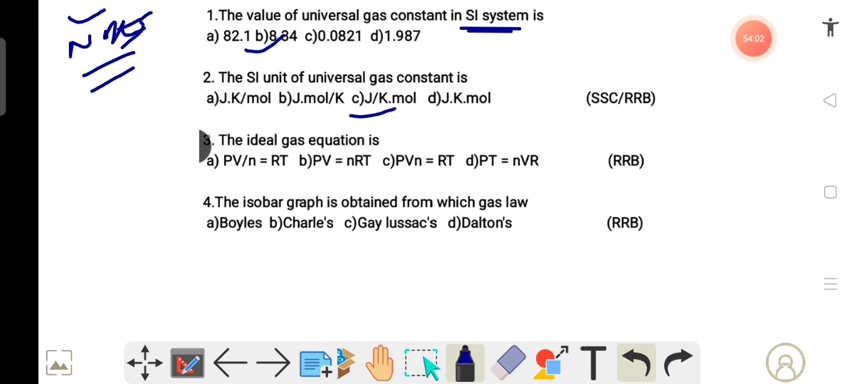 1.The value of universal gas constant in SI system is
a) 82.1 b)8.84 c)0.0821 d)1.987
2. The SI unit of universal gas constant is
a)J.K/mol b)J.mol/K c)J/K.mol d)J.K.mol (SSC/RRB)
3. The ideal gas equation is
a) PV/n = RT b)PV = nRT c)PVn = RT d)PT = nVR (RRB)
4.The isobar graph is obtained from which gas law
a)Boyles b)Charle's c)Gay lussac's d)Dalton's (RRB)
54:02
T